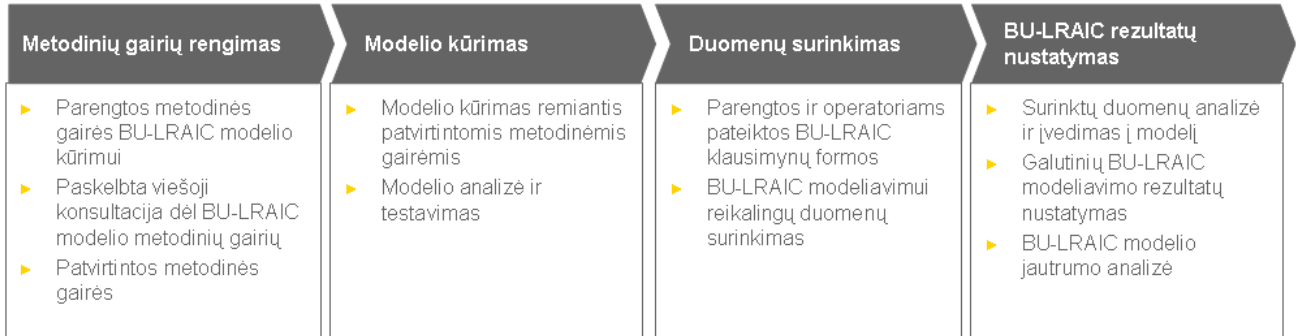 Metodinių gairių rengimas
Parengtos metodinės
gairės BU-LRAIC modelio
kūrimui
Paskelbta viešoji
konsultacija dėl BU-LRAIC
modelio metodinių gairių
Patvirtintos metodinės
gairės
Modelio kūrimas
Modelio kūrimas remiantis
patvirtintomis metodinėmis
gairėmis
Modelio analizė ir
testavimas
Duomenų surinkimas
Parengtos ir operatoriams
pateiktos BU-LRAIC
klausimynų formos
BU-LRAIC modeliavimui
reikalingų duomenų
surinkimas
BU-LRAIC rezultatų
nustatymas
Surinktų duomenų analizė
ir įvedimas į modelį
Galutinių BU-LRAIC
modeliavimo rezultatų
nustatymas
BU-LRAIC modelio
jautrumo analizė